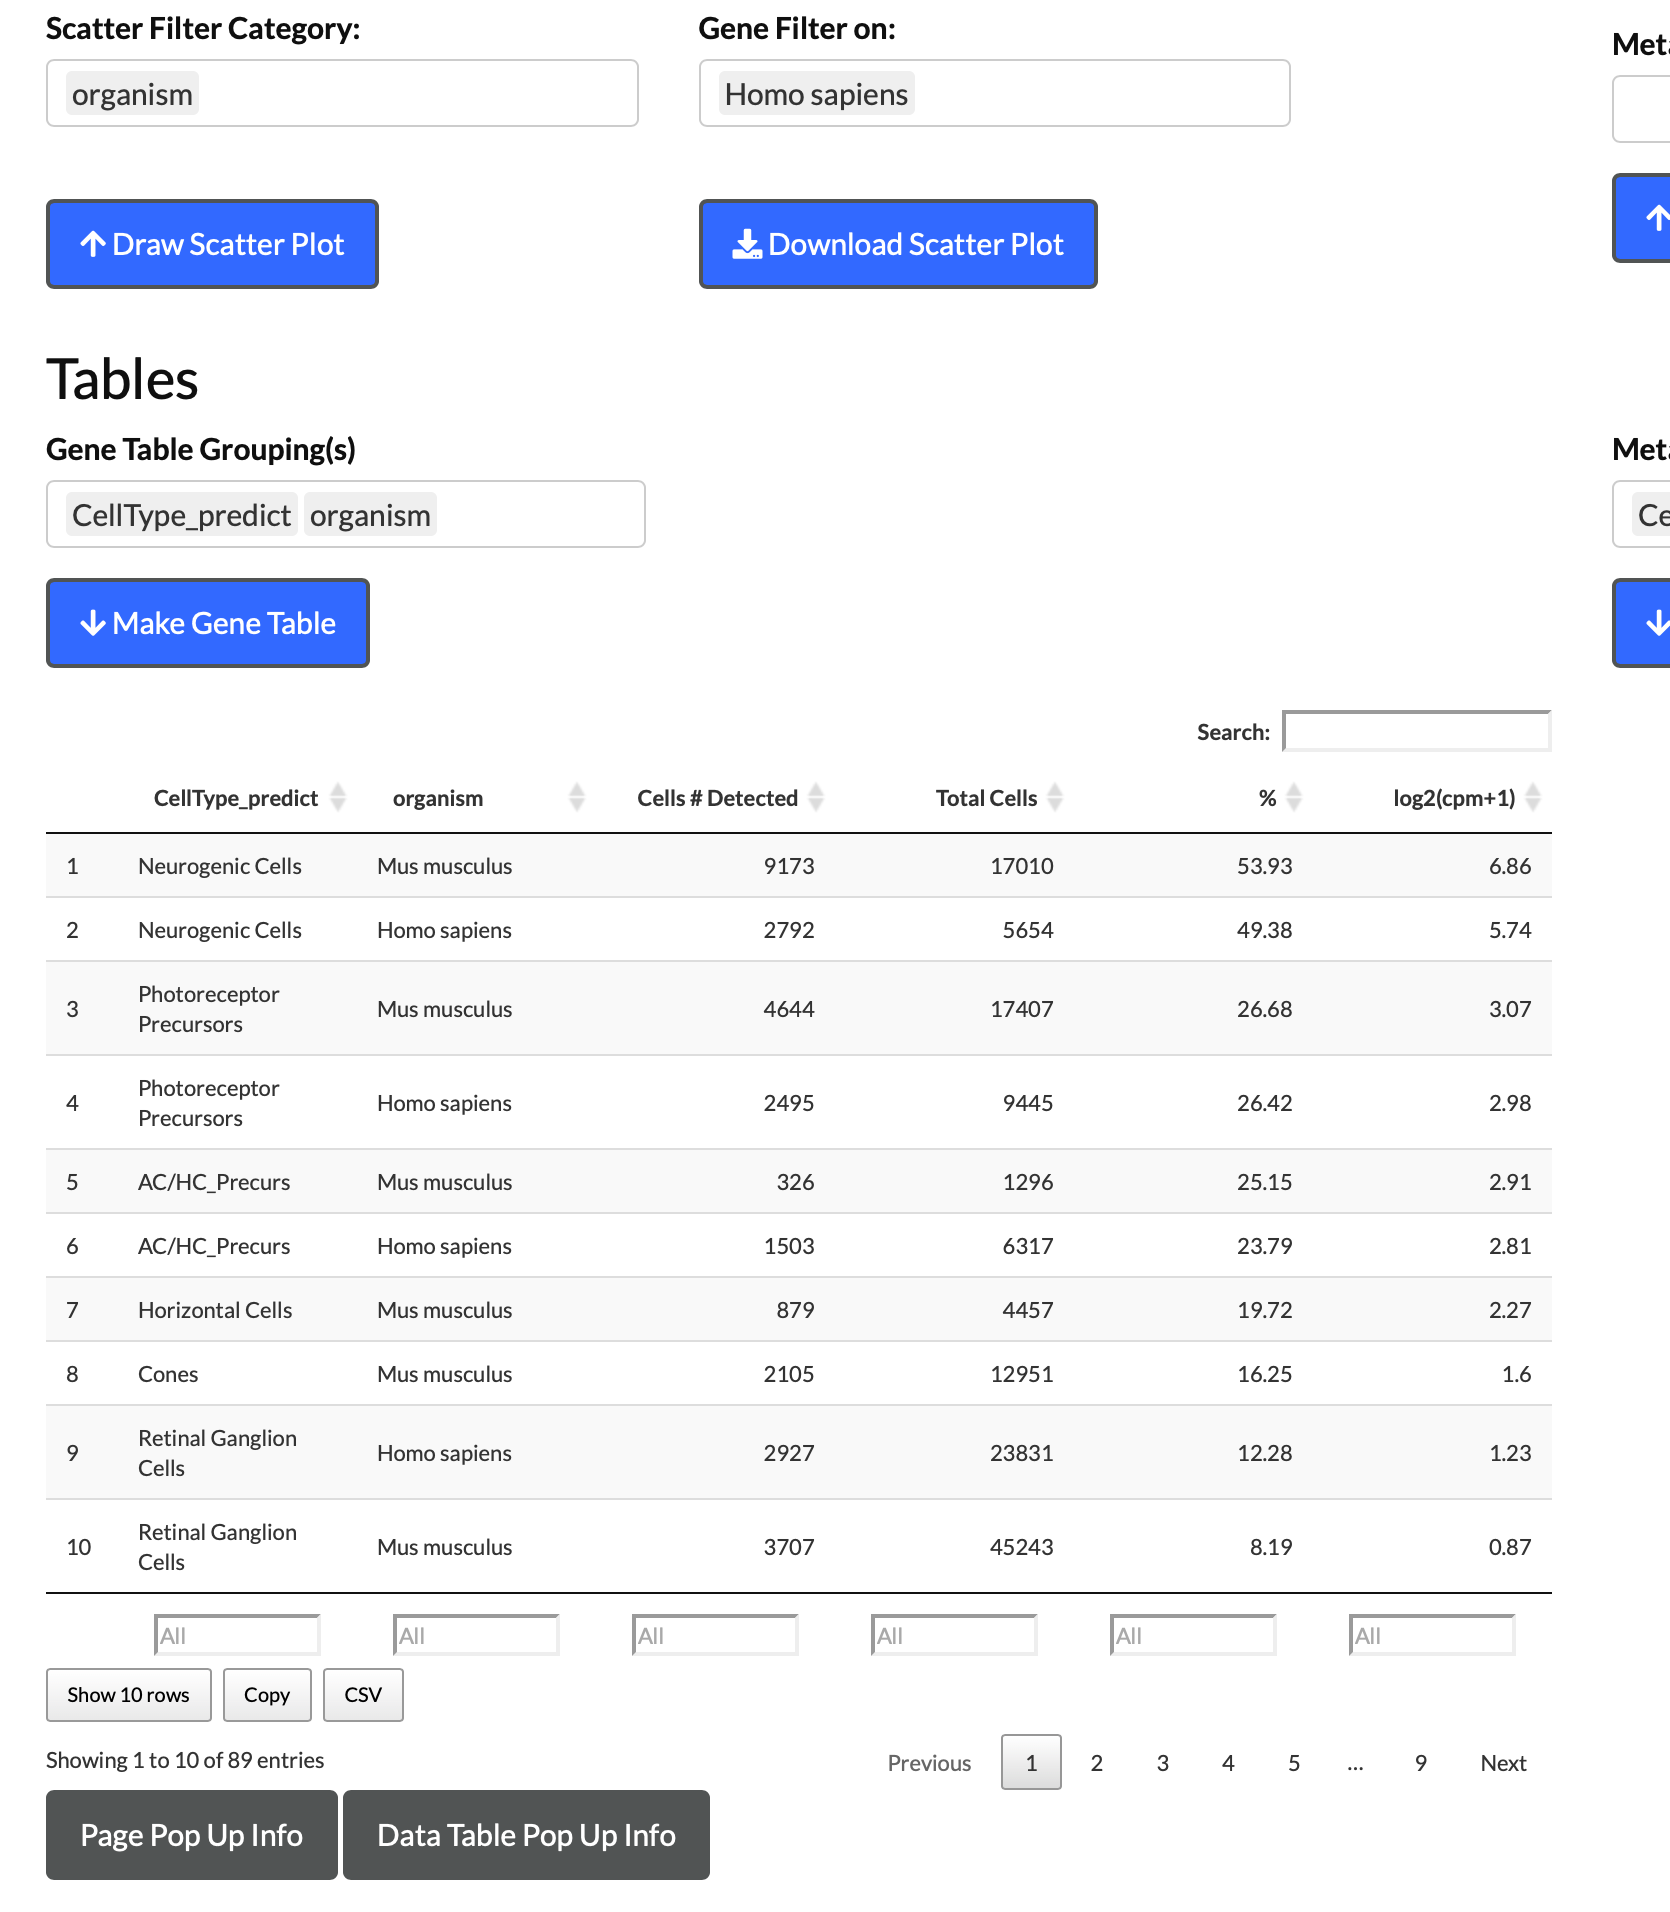 Scatter Filter Category:
organism
Gene Filter on:
Homo sapiens
Draw Scatter Plot
Download Scatter Plot
Tables
Gene Table Grouping(s)
CellType_predict organism
Make Gene Table
Search:
CellType_predict organism Cells # Detected Total Cells % log2(cpm+1)
1 Neurogenic Cells Mus musculus 9173 17010 53.93 6.86
2 Neurogenic Cells Homo sapiens 2792 5654 49.38 5.74
3 Photoreceptor
Precursors Mus musculus 4644 17407 26.68 3.07
4 Photoreceptor
Precursors Homo sapiens 2495 9445 26.42 2.98
5 AC/HC_Precurs Mus musculus 326 1296 25.15 2.91
6 AC/HC_Precurs Homo sapiens 1503 6317 23.79 2.81
7 Horizontal Cells Mus musculus 879 4457 19.72 2.27
8 Cones Mus musculus 2105 12951 16.25 1.6
9 Retinal Ganglion
Cells Homo sapiens 2927 23831 12.28 1.23
10 Retinal Ganglion
Cells Mus musculus 3707 45243 8.19 0.87
All All All All All All
Show 10 rows Copy CSV
Showing 1 to 10 of 89 entries
Previous 1 2 3 4 5 ... 9 Next
Page Pop Up Info Data Table Pop Up Info